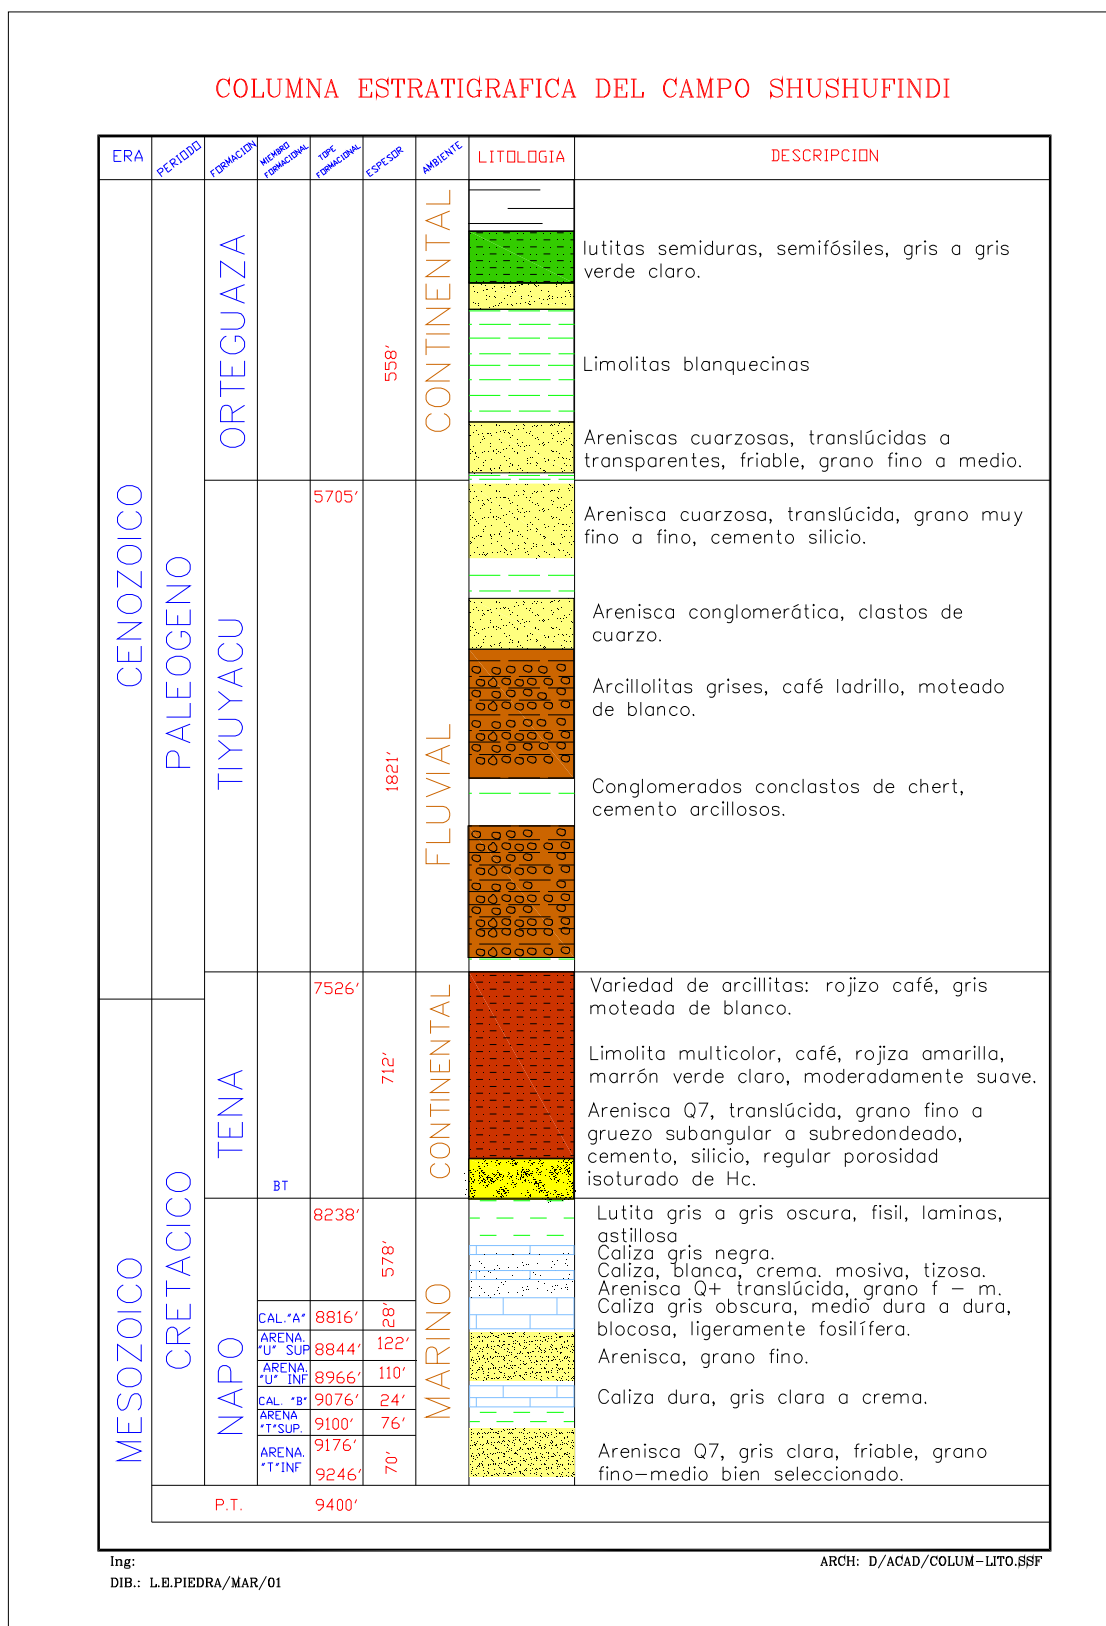 COLUMNA ESTRATIGRAFICA DEL CAMPO SHUSHUFINDI
ERA
PERIODO
FORMACION
MIEMBRO
FORMACIONAL
TOPE
FORMACIONAL
ESPESOR
AMBIENTE
LITOLOGIA
DESCRIPCION
CENOZOICO
PALEOGENO
ORTEGUAZA
558'
CONTINENTAL
lutitas semiduras, semifósiles, gris a gris
verde claro.
Limolitas blanquecinas
Areniscas cuarzosas, translúcidas a
transparentes, friable, grano fino a medio.
TIYUYACU
5705'
1821'
FLUVIAL
Arenisca cuarzosa, translúcida, grano muy
fino a fino, cemento silicio.
Arenisca conglomerática, clastos de
cuarzo.
Arcillolitas grises, café ladrillo, moteado
de blanco.
Conglomerados conclastos de chert,
cemento arcillosos.
MESOZOICO
CRETACICO
TENA
BT
7526'
712'
CONTINENTAL
Variedad de arcillitas: rojizo café, gris
moteada de blanco.
Limolita multicolor, café, rojiza amarilla,
marrón verde claro, moderadamente suave.
Arenisca Q7, translúcida, grano fino a
gruezo subangular a subredondeado,
cemento, silicio, regular porosidad
isoturado de Hc.
NAPO
8238'
578'
MARINO
Lutita gris a gris oscura, fisil, laminas,
astillosa
Caliza gris negra.
Caliza, blanca, crema. mosiva, tizosa.
Arenisca Q+ translúcida, grano f - m.
Caliza gris obscura, medio dura a dura,
blocosa, ligeramente fosilífera.
Arenisca, grano fino.
Caliza dura, gris clara a crema.
Arenisca Q7, gris clara, friable, grano
fino-medio bien seleccionado.
CAL."A" 8816' 28'
ARENA.
"U" SUP 8844' 122'
ARENA.
"U" INF 8966' 110'
CAL. "B" 9076' 24'
ARENA
"T"SUP. 9100' 76'
ARENA.
"T"INF
9176'
9246'
70'
P.T. 9400'
Ing:
ARCH: D/ACAD/COLUM-LITO.SSF
DIB.: L.E.PIEDRA/MAR/01